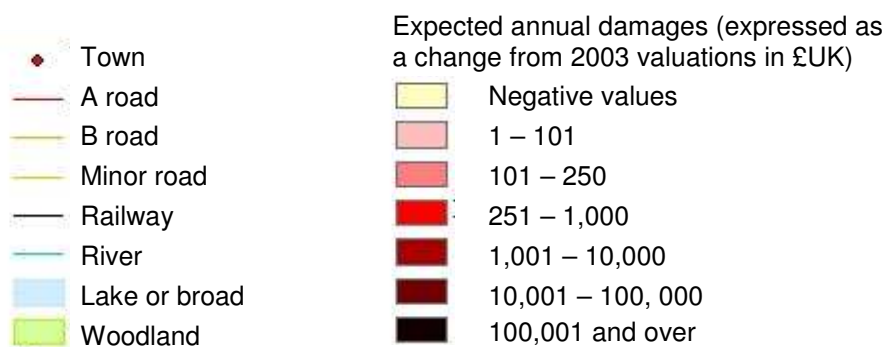 Town
A road
B road
Minor road
Railway
River
Lake or broad
Woodland
Expected annual damages (expressed as
a change from 2003 valuations in £UK)
Negative values
1 – 101
101 – 250
251 – 1,000
1,001 – 10,000
10,001 – 100, 000
100,001 and over